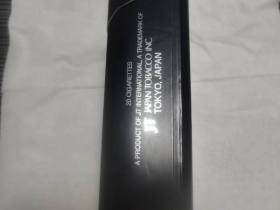 20 CIGARETTES
A PRODUCT OF JT INTERNATIONAL, A TRADEMARK OF
JT JAPAN TOBACCO INC.
TOKYO, JAPAN